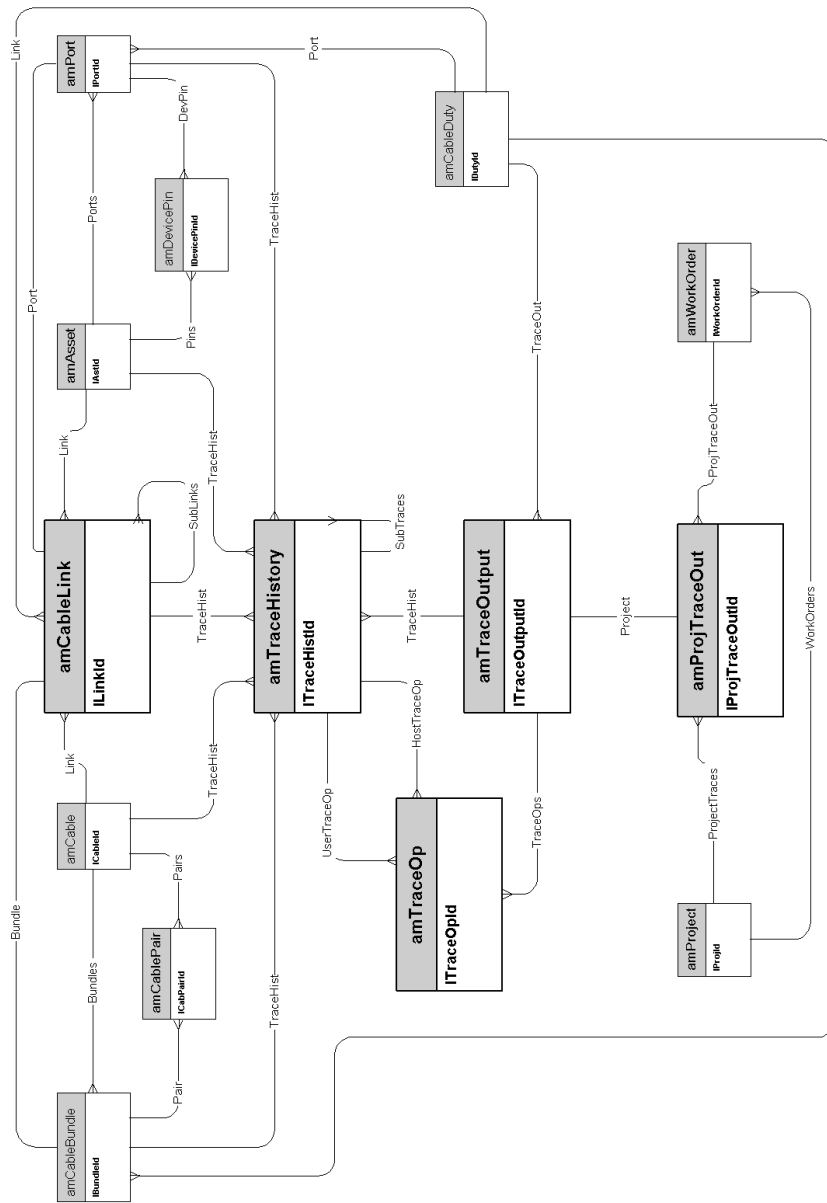 Bundle
Link
Port
amCableBundle
lBundleId
Bundles
amCable
lCableId
Link
amCableLink
lLinkId
SubLinks
Link
amAsset
lAstId
Ports
amPort
lPortId
Pair
amCablePair
lCabPairId
Pairs
Pins
amDevicePin
lDevicePinId
DevPin
TraceHist
TraceHist
TraceHist
TraceHist
TraceHist
Port
amTraceHistory
lTraceHistId
SubTraces
UserTraceOp
HostTraceOp
TraceHist
amTraceOp
lTraceOpId
amCableDuty
lDutyId
amTraceOutput
lTraceOutputId
TraceOps
TraceOut
Project
amProject
lProjId
ProjectTraces
amProjTraceOut
lProjTraceOutId
ProjTraceOut
amWorkOrder
lWorkOrderId
WorkOrders